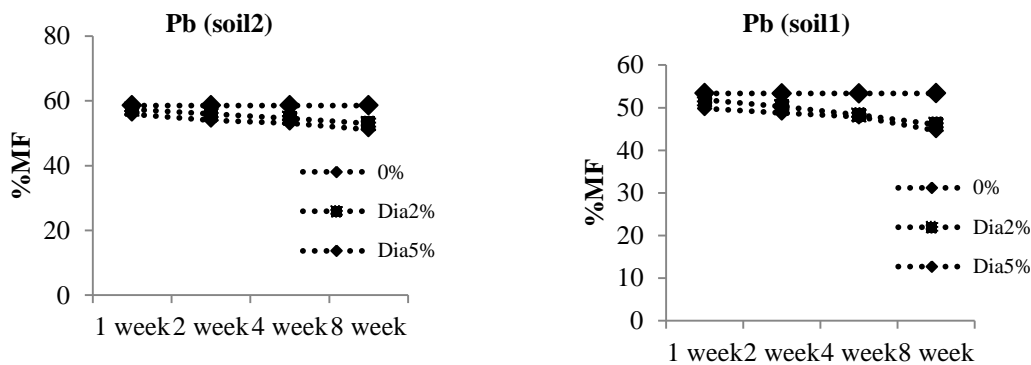 Pb (soil2)
80
60
40
20
0
%MF
1 week 2 week 4 week 8 week
0%
Dia2%
Dia5%
Pb (soil1)
60
50
40
30
20
10
0
%MF
1 week 2 week 4 week 8 week
0%
Dia2%
Dia5%